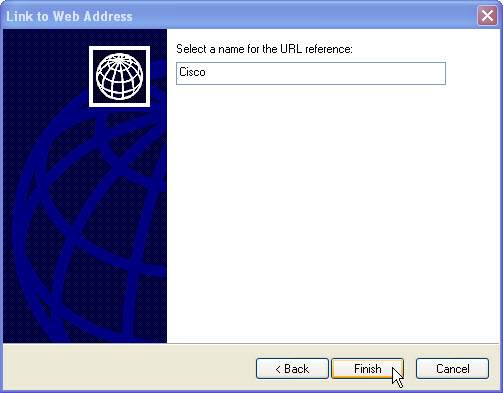 Link to Web Address
Select a name for the URL reference:
Cisco
< Back
Finish
Cancel